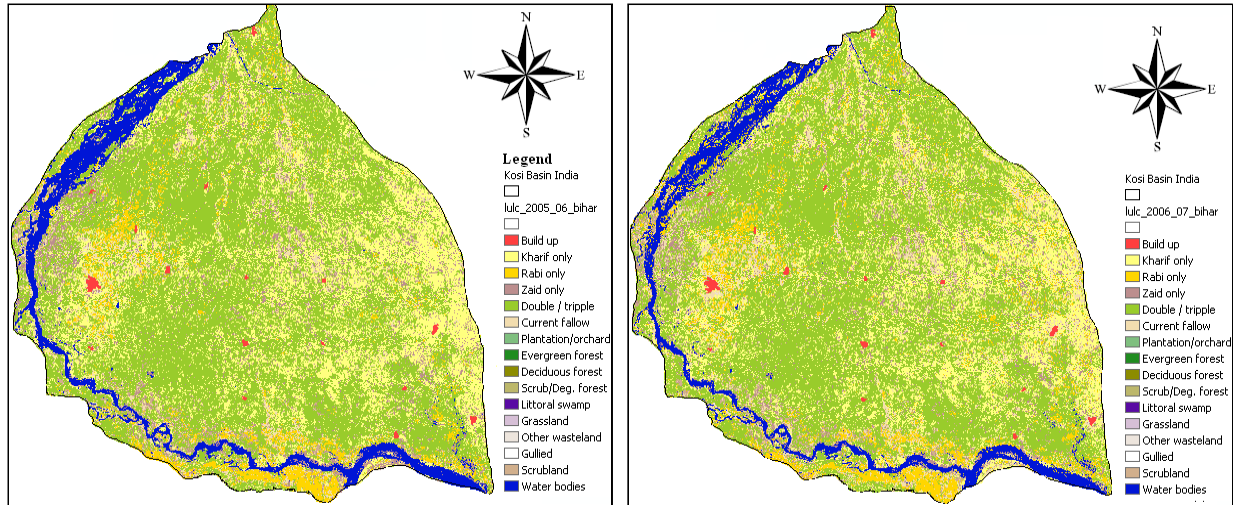 N
W E
S
Legend
Kosi Basin India
lulc_2005_06_bihar
Build up
Kharif only
Rabi only
Zaid only
Double / tripple
Current fallow
Plantation/orchard
Evergreen forest
Deciduous forest
Scrub/Deg. forest
Littoral swamp
Grassland
Other wasteland
Gullied
Scrubland
Water bodies
N
W E
S
Kosi Basin India
lulc_2006_07_bihar
Build up
Kharif only
Rabi only
Zaid only
Double / tripple
Current fallow
Plantation/orchard
Evergreen forest
Deciduous forest
Scrub/Deg. forest
Littoral swamp
Grassland
Other wasteland
Gullied
Scrubland
Water bodies